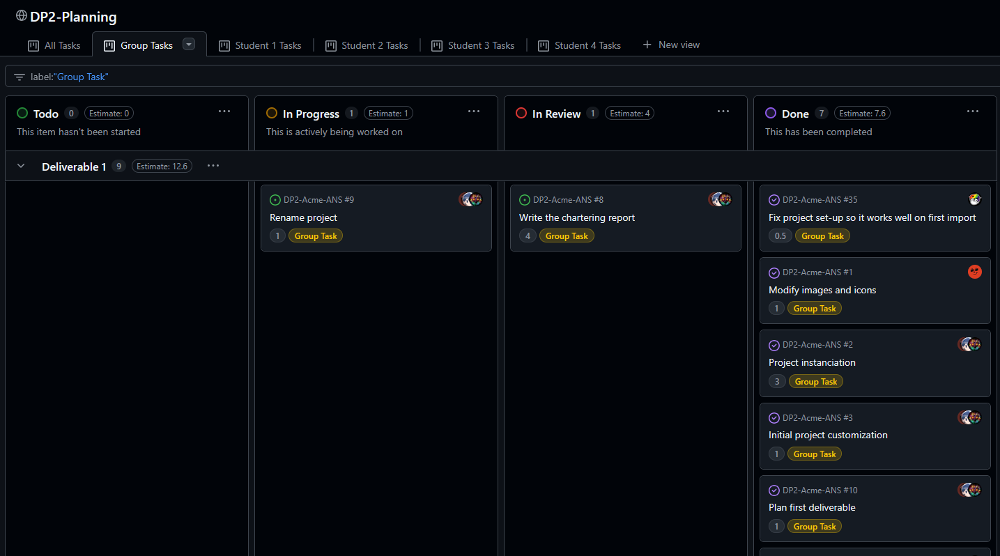 DP2-Planning
All Tasks
Group Tasks
Student 1 Tasks
Student 2 Tasks
Student 3 Tasks
Student 4 Tasks
New view
label:"Group Task"
Todo 0 Estimate: 0
This item hasn't been started
In Progress 1 Estimate: 1
This is actively being worked on
In Review 1 Estimate: 4
Done 7 Estimate: 7.6
This has been completed
Deliverable 1 9 Estimate: 12.6
DP2-Acme-ANS #9
Rename project
1 Group Task
DP2-Acme-ANS #8
Write the chartering report
4 Group Task
DP2-Acme-ANS #35
Fix project set-up so it works well on first import
0.5 Group Task
DP2-Acme-ANS #1
Modify images and icons
1 Group Task
DP2-Acme-ANS #2
Project instanciation
3 Group Task
DP2-Acme-ANS #3
Initial project customization
1 Group Task
DP2-Acme-ANS #10
Plan first deliverable
1 Group Task